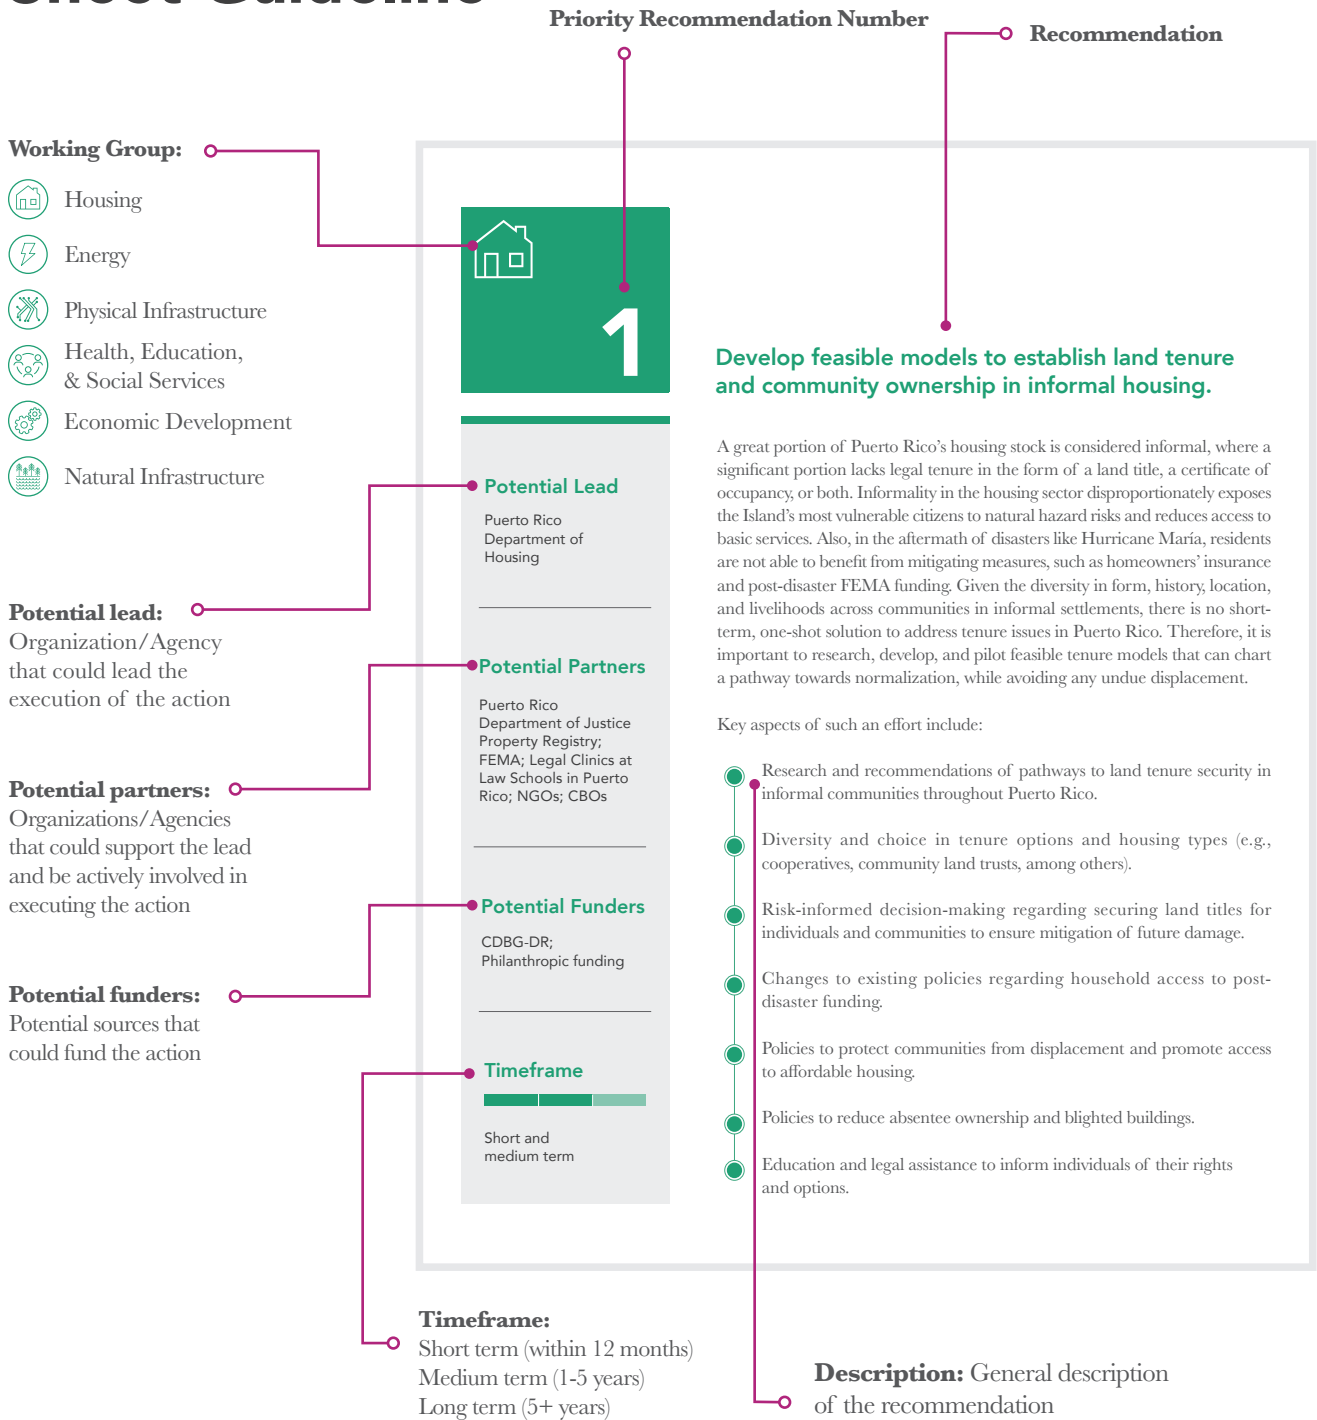 Sheet Guideline
Priority Recommendation Number
Recommendation
Working Group:
Housing
Energy
Physical Infrastructure
Health, Education,
& Social Services
Economic Development
Natural Infrastructure
Potential lead:
Organization/Agency
that could lead the
execution of the action
Potential partners:
Organizations/Agencies
that could support the lead
and be actively involved in
executing the action
Potential funders:
Potential sources that
could fund the action
1
Potential Lead
Puerto Rico
Department of
Housing
Potential Partners
Puerto Rico
Department of Justice
Property Registry;
FEMA; Legal Clinics at
Law Schools in Puerto
Rico; NGOs; CBOs
Potential Funders
CDBG-DR;
Philanthropic funding
Timeframe
Short and
medium term
Develop feasible models to establish land tenure
and community ownership in informal housing.
A great portion of Puerto Rico's housing stock is considered informal, where a
significant portion lacks legal tenure in the form of a land title, a certificate of
occupancy, or both. Informality in the housing sector disproportionately exposes
the Island's most vulnerable citizens to natural hazard risks and reduces access to
basic services. Also, in the aftermath of disasters like Hurricane María, residents
are not able to benefit from mitigating measures, such as homeowners' insurance
and post-disaster FEMA funding. Given the diversity in form, history, location,
and livelihoods across communities in informal settlements, there is no short-
term, one-shot solution to address tenure issues in Puerto Rico. Therefore, it is
important to research, develop, and pilot feasible tenure models that can chart
a pathway towards normalization, while avoiding any undue displacement.
Key aspects of such an effort include:
Research and recommendations of pathways to land tenure security in
informal communities throughout Puerto Rico.
Diversity and choice in tenure options and housing types (e.g.,
cooperatives, community land trusts, among others).
Risk-informed decision-making regarding securing land titles for
individuals and communities to ensure mitigation of future damage.
Changes to existing policies regarding household access to post-
disaster funding.
Policies to protect communities from displacement and promote access
to affordable housing.
Policies to reduce absentee ownership and blighted buildings.
Education and legal assistance to inform individuals of their rights
and options.
Timeframe:
Short term (within 12 months)
Medium term (1-5 years)
Long term (5+ years)
Description: General description
of the recommendation